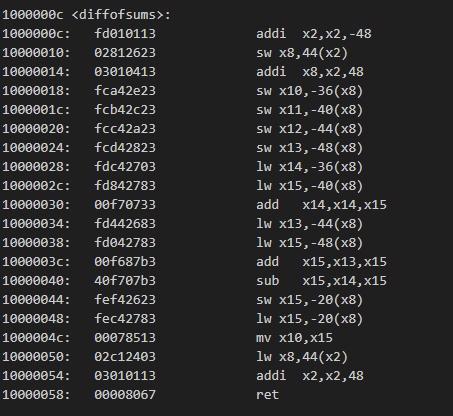 1000000c <diffofsums>:
1000000c: fd010113 addi x2,x2,-48
10000010: 02812623 sw x8,44(x2)
10000014: 03010413 addi x8,x2,48
10000018: fca42e23 sw x10,-36(x8)
1000001c: fcb42c23 sw x11,-40(x8)
10000020: fcc42a23 sw x12,-44(x8)
10000024: fcd42823 sw x13,-48(x8)
10000028: fdc42703 lw x14,-36(x8)
1000002c: fd842783 lw x15,-40(x8)
10000030: 00f70733 add x14,x14,x15
10000034: fd442683 lw x13,-44(x8)
10000038: fd042783 lw x15,-48(x8)
1000003c: 00f687b3 add x15,x13,x15
10000040: 40f707b3 sub x15,x14,x15
10000044: fef42623 sw x15,-20(x8)
10000048: fec42783 lw x15,-20(x8)
1000004c: 00078513 mv x10,x15
10000050: 02c12403 lw x8,44(x2)
10000054: 03010113 addi x2,x2,48
10000058: 00008067 ret